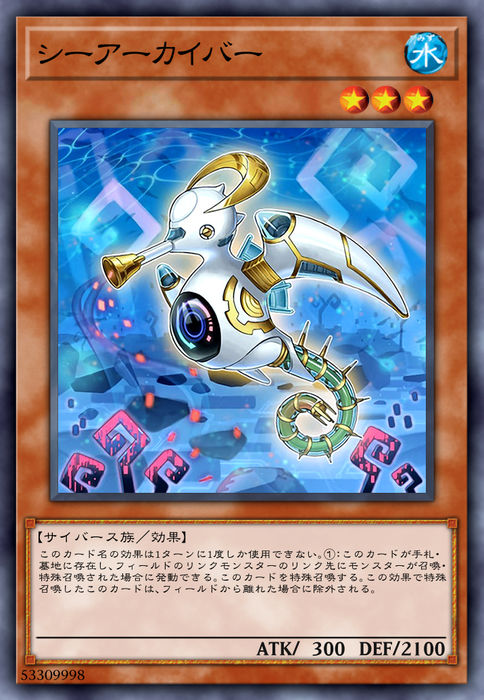 シーアーカイバー
みず
水
【サイバース族／効果】
このカード名の効果は1ターンに1度しか使用できない。①：このカードが手札・
墓地に存在し、フィールドのリンクモンスターのリンク先にモンスターが召喚・
特殊召喚された場合に発動できる。このカードを特殊召喚する。この効果で特殊
召喚したこのカードは、フィールドから離れた場合に除外される。
ATK/ 300 DEF/2100
53309998